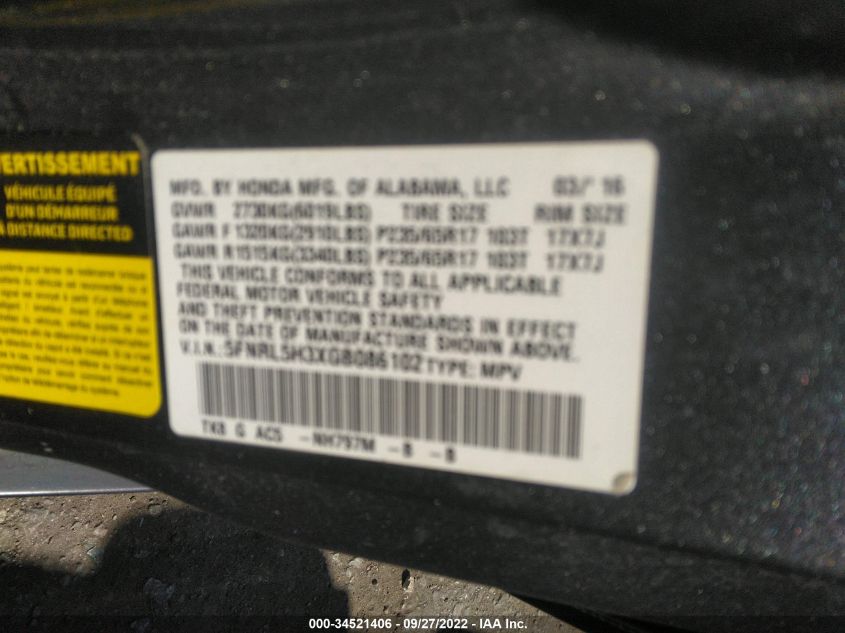 VERTISSEMENT
VÉHICULE ÉQUIPÉ
D'UN DÉMARREUR
À DISTANCE DIRECTED
MFD. BY HONDA MFG. OF ALABAMA, LLC 03/'16
GVWR 2730KG(6019LBS) TIRE SIZE RIM SIZE
GAWR F 1320KG(2910LBS) P235/65R17 103T 17X7J
GAWR R 1515KG(3340LBS) P235/65R17 103T 17X7J
THIS VEHICLE CONFORMS TO ALL APPLICABLE
FEDERAL MOTOR VEHICLE SAFETY
AND THEFT PREVENTION STANDARDS IN EFFECT
ON THE DATE OF MANUFACTURE SHOWN ABOVE.
V.I.N.: 5FNRL5H3XGB086102 TYPE: MPV
TK8 G AC5 -NH797M -B -B
000-34521406 - 09/27/2022 - IAA Inc.